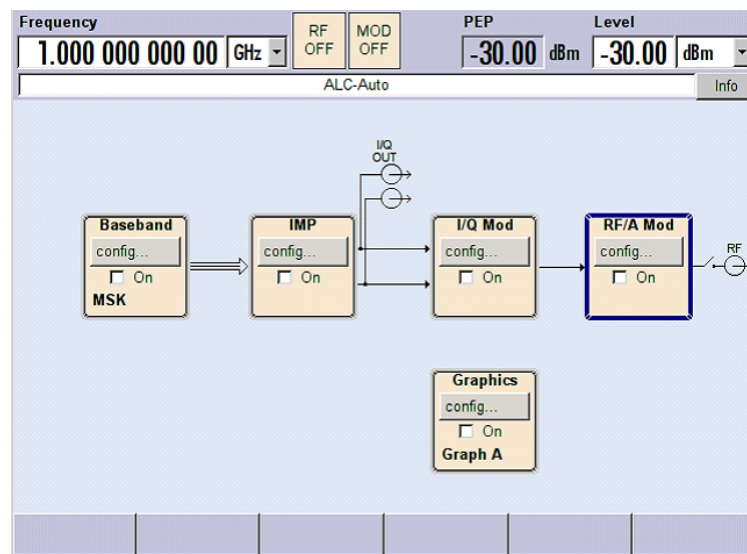 Frequency
1.000 000 000 00 GHz
RF OFF
MOD OFF
PEP
-30.00 dBm
Level
-30.00 dBm
ALC-Auto
Info
I/Q OUT
Baseband
config...
On
MSK
IMP
config...
On
I/Q Mod
config...
On
RF/A Mod
config...
On
RF
Graphics
config...
On
Graph A